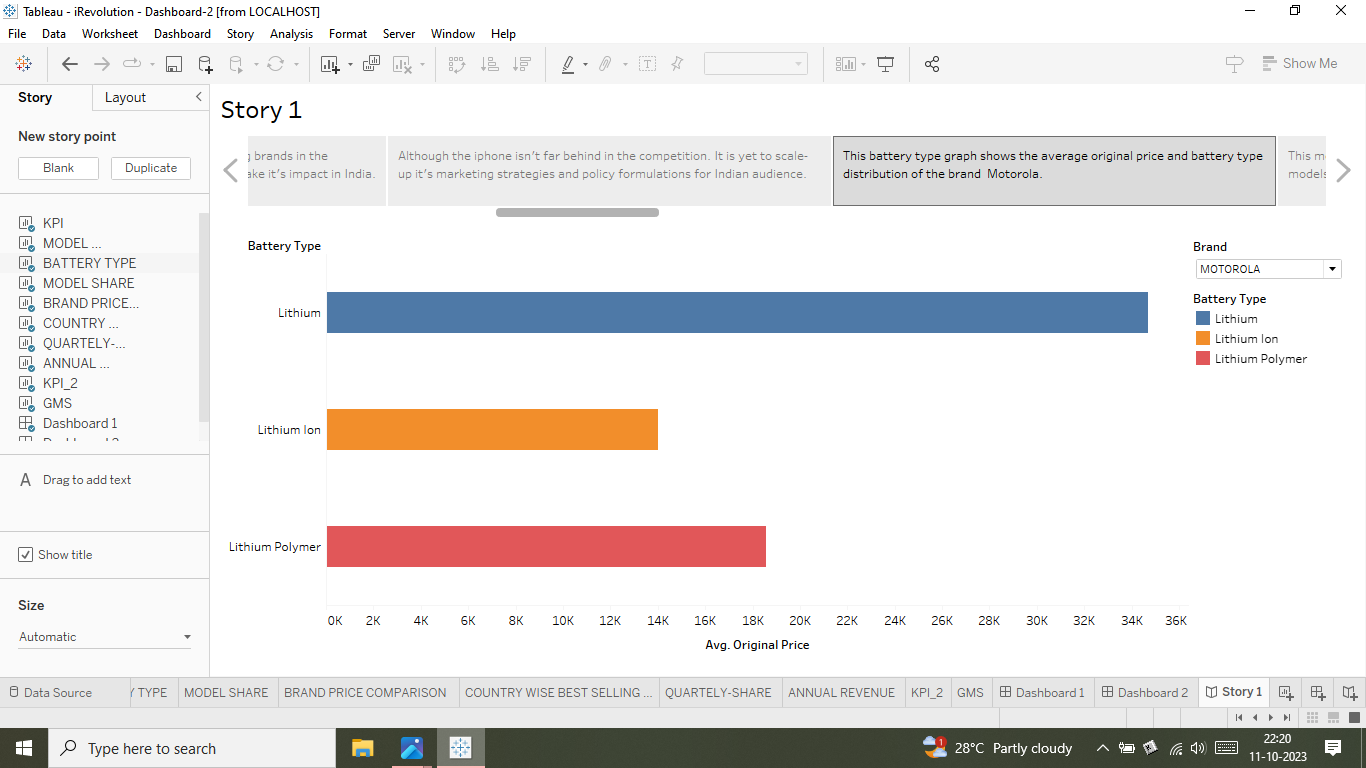 Tableau - iRevolution - Dashboard-2 [from LOCALHOST]
File Data Worksheet Dashboard Story Analysis Format Server Window Help
Show Me
Story Layout
New story point
Blank Duplicate
KPI
MODEL ...
BATTERY TYPE
MODEL SHARE
BRAND PRICE...
COUNTRY ...
QUARTELY-...
ANNUAL ...
KPI_2
GMS
Dashboard 1
A Drag to add text
Show title
Size
Automatic
Story 1
brands in the
ake it's impact in India.
Although the iphone isn't far behind in the competition. It is yet to scale-
up it's marketing strategies and policy formulations for Indian audience.
This battery type graph shows the average original price and battery type
distribution of the brand Motorola.
This m
models
Battery Type
Lithium
Lithium Ion
Lithium Polymer
0K 2K 4K 6K 8K 10K 12K 14K 16K 18K 20K 22K 24K 26K 28K 30K 32K 34K 36K
Avg. Original Price
Brand
MOTOROLA
Battery Type
Lithium
Lithium Ion
Lithium Polymer
Data Source Y TYPE MODEL SHARE BRAND PRICE COMPARISON COUNTRY WISE BEST SELLING ... QUARTELY-SHARE ANNUAL REVENUE KPI_2 GMS Dashboard 1 Dashboard 2 Story 1
Type here to search
1
28°C Partly cloudy
22:20
11-10-2023